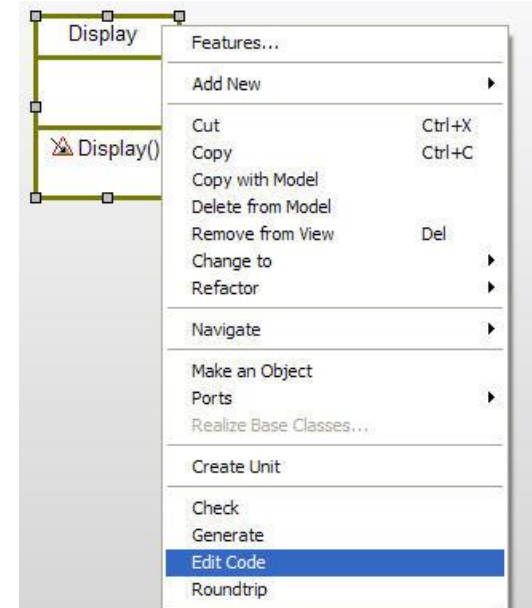 Display
Display()
Features...
Add New
Cut Ctrl+X
Copy Ctrl+C
Copy with Model
Delete from Model
Remove from View Del
Change to
Refactor
Navigate
Make an Object
Ports
Realize Base Classes...
Create Unit
Check
Generate
Edit Code
Roundtrip